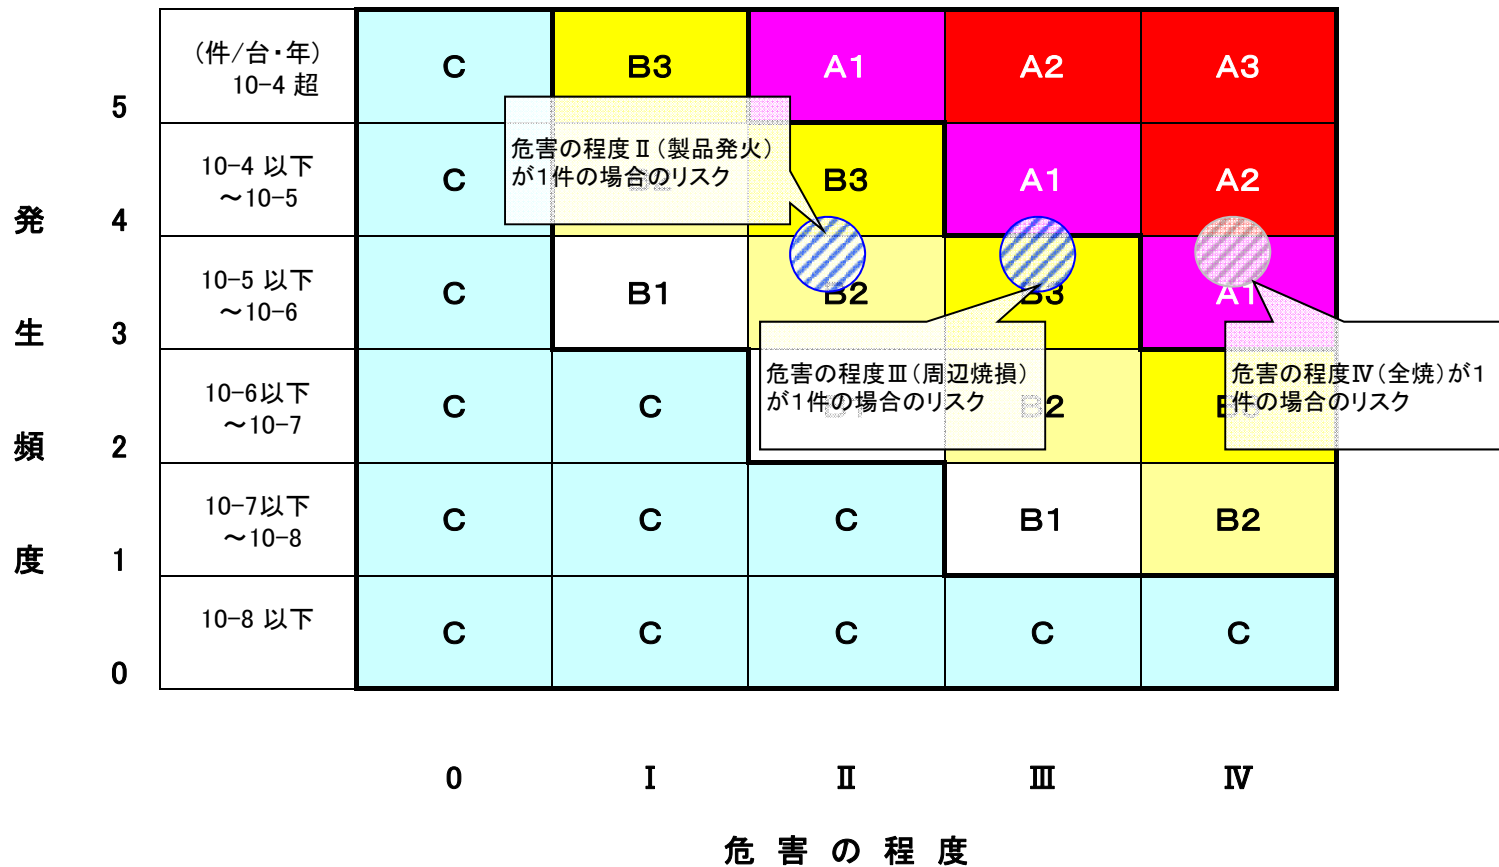 (件/台・年)
10-4 超
C
B3
A1
A2
A3
5
危害の程度Ⅱ(製品発火)
が1件の場合のリスク
10-4 以下
~10-5
C
B3
A1
A2
発
4
10-5 以下
~10-6
C
B1
B2
B3
A1
生
3
危害の程度Ⅲ(周辺焼損)
が1件の場合のリスク
危害の程度Ⅳ(全焼)が1
件の場合のリスク
10-6以下
~10-7
C
C
B2
頻
2
10-7以下
~10-8
C
C
C
B1
B2
度
1
10-8 以下
C
C
C
C
C
0
0
Ⅰ
Ⅱ
Ⅲ
Ⅳ
危 害 の 程 度